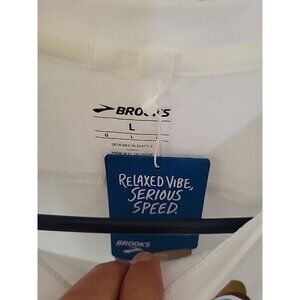 BROOKS
L
G L
DESIGNED IN SEATTLE
RELAXED VIBE,
SERIOUS
SPEED.
BROOKS